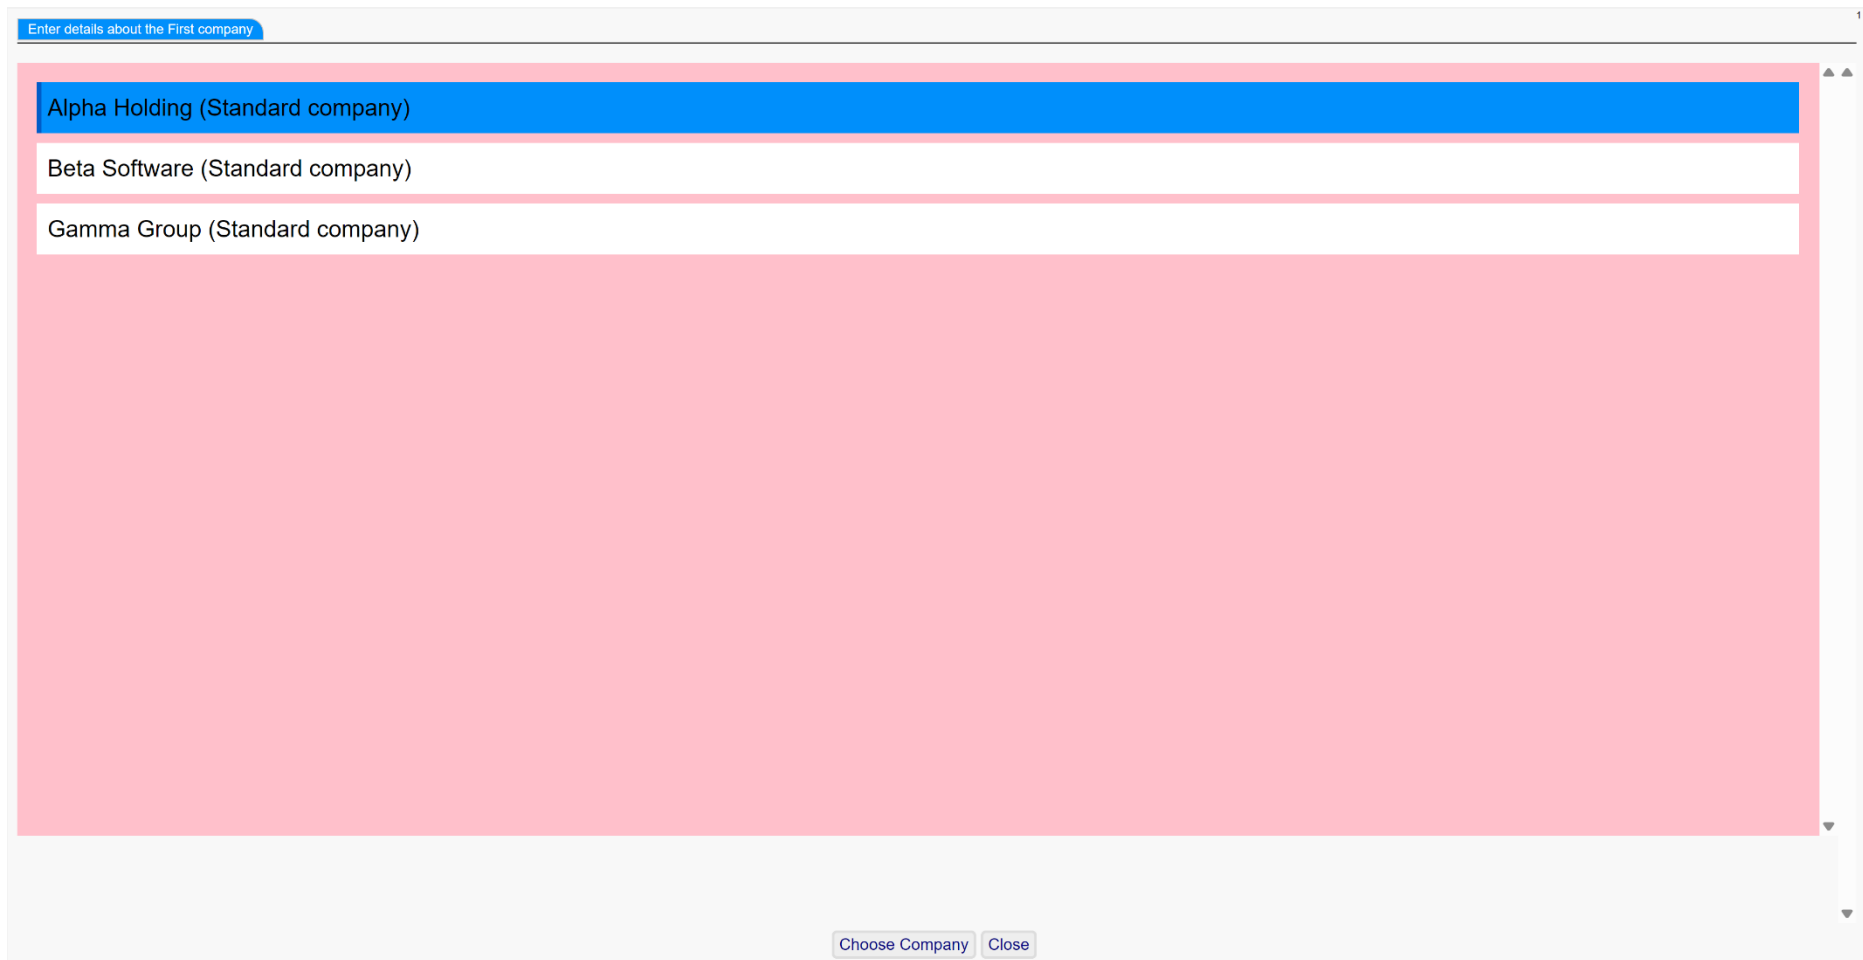 1
Enter details about the First company
Alpha Holding (Standard company)
Beta Software (Standard company)
Gamma Group (Standard company)
Choose Company Close